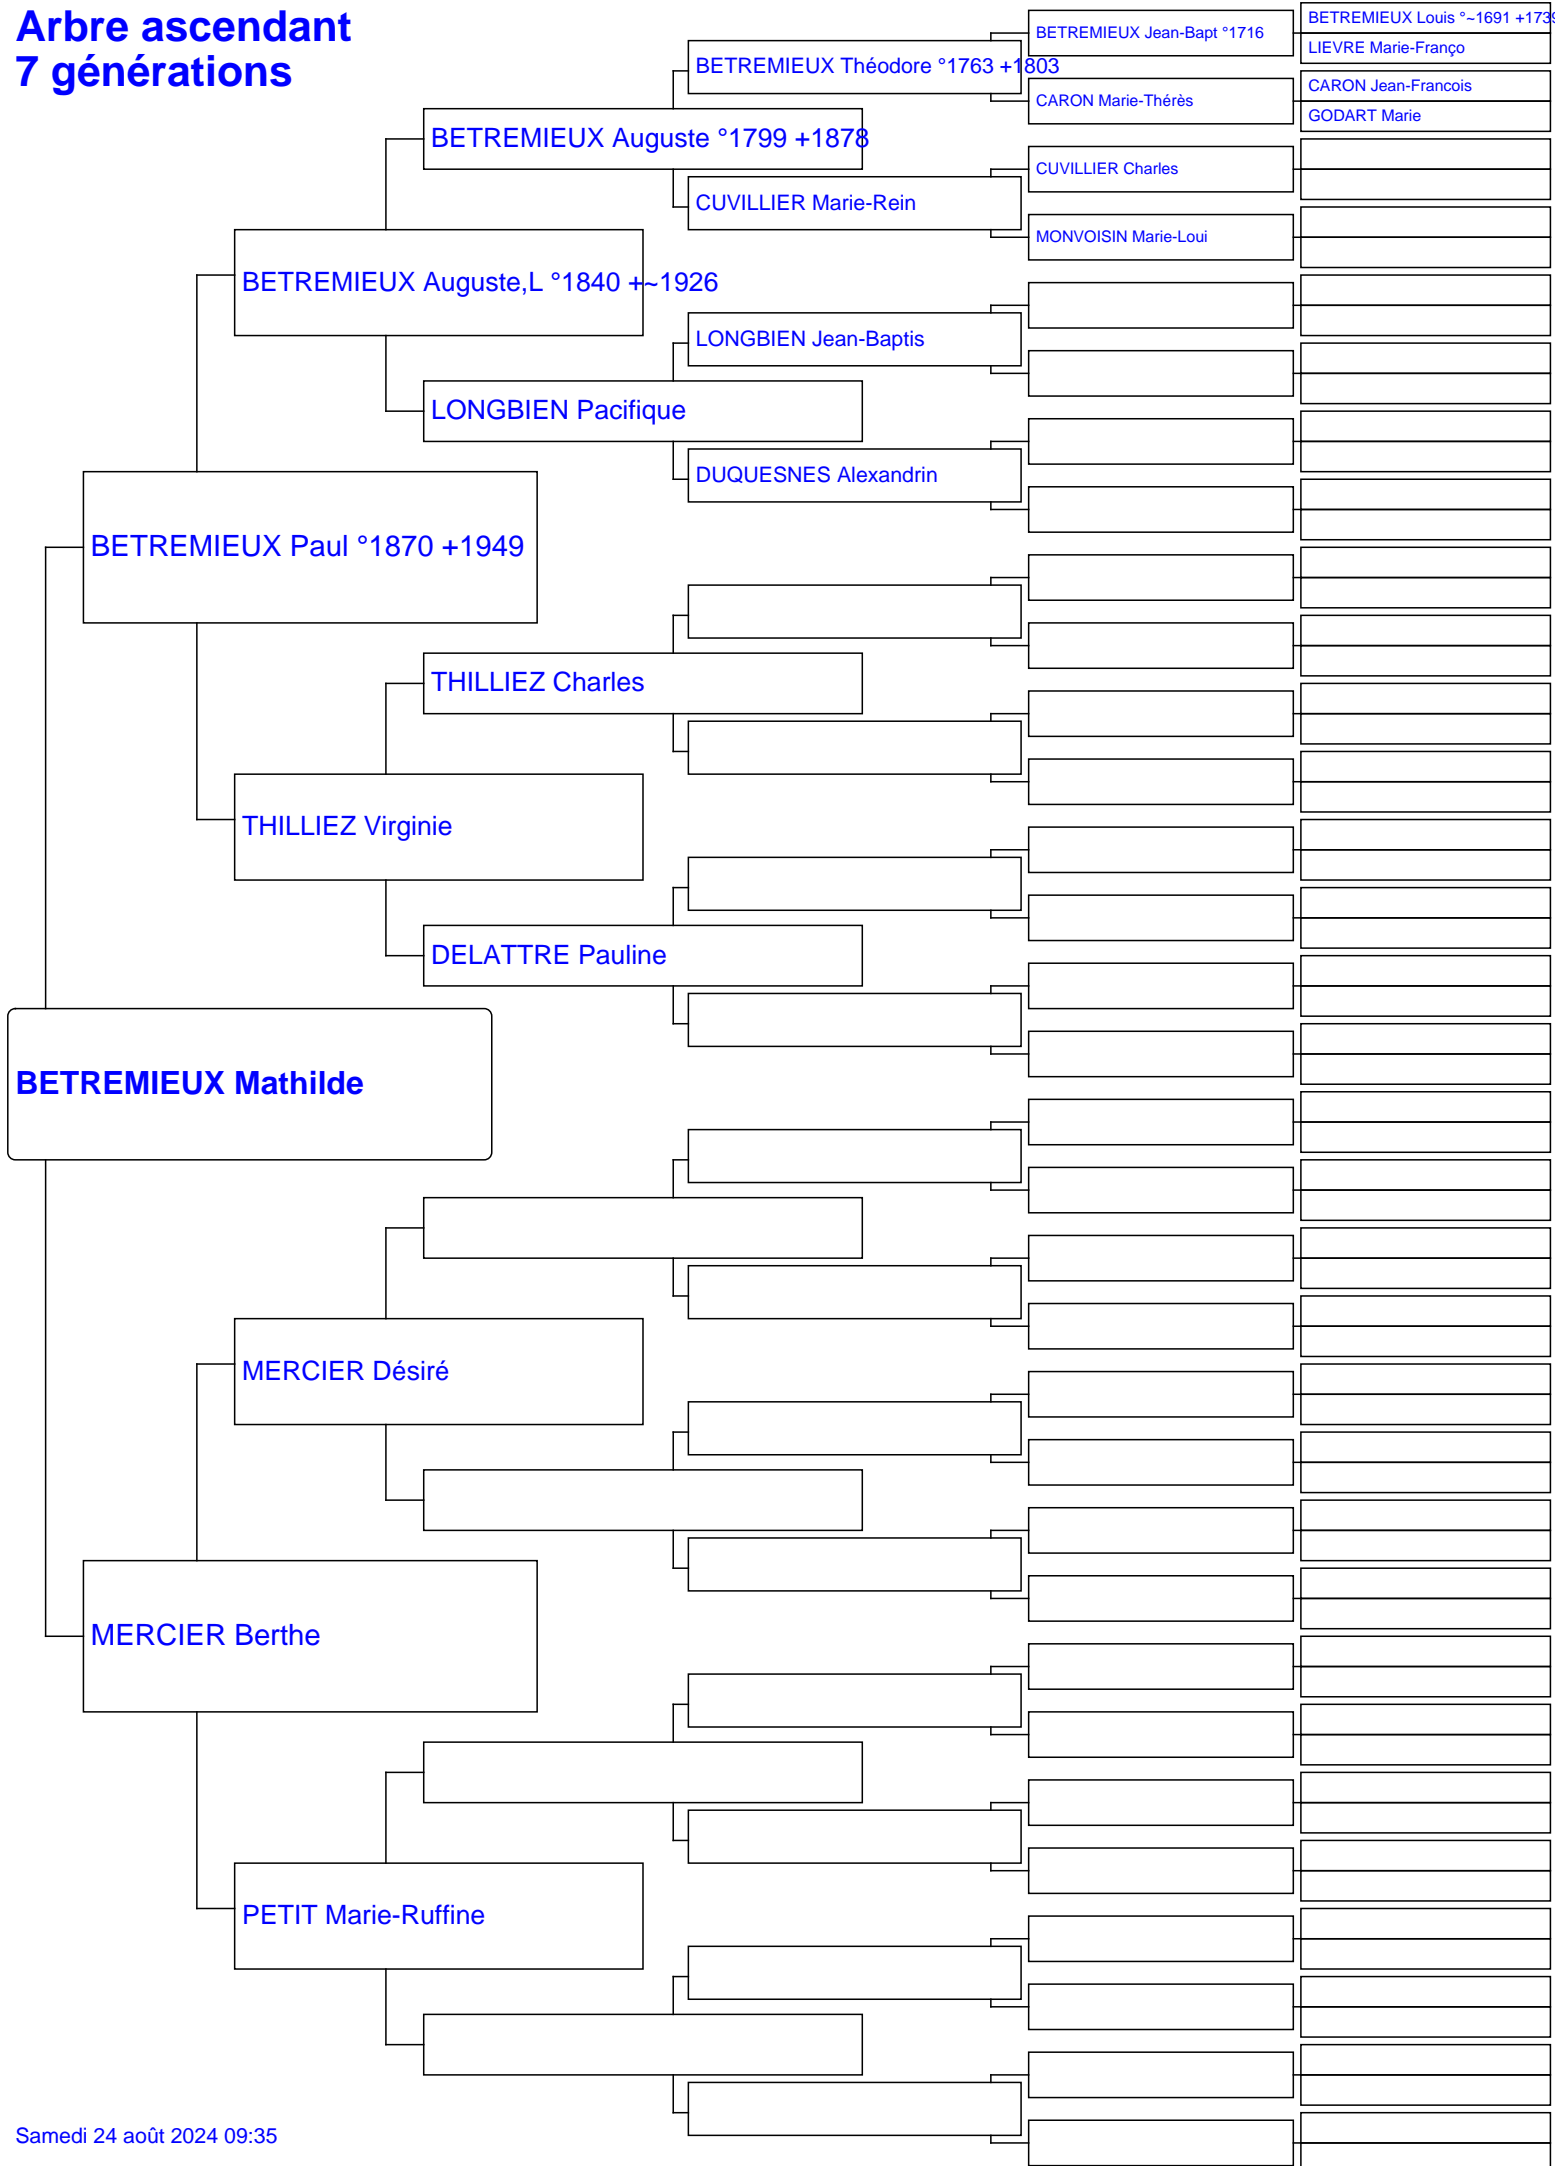 Arbre ascendant
7 générations
BETREMIEUX Jean-Bapt °1716
BETREMIEUX Louis °~1691 +1739
LIEVRE Marie-Franço
BETREMIEUX Théodore °1763 +1803
CARON Marie-Thérès
CARON Jean-Francois
GODART Marie
BETREMIEUX Auguste °1799 +1878
CUVILLIER Charles
CUVILLIER Marie-Rein
MONVOISIN Marie-Loui
BETREMIEUX Auguste,L °1840 +~1926
LONGBIEN Jean-Baptis
LONGBIEN Pacifique
DUQUESNES Alexandrin
BETREMIEUX Paul °1870 +1949
THILLIEZ Charles
THILLIEZ Virginie
DELATTRE Pauline
BETREMIEUX Mathilde
MERCIER Désiré
MERCIER Berthe
PETIT Marie-Ruffine
Samedi 24 août 2024 09:35